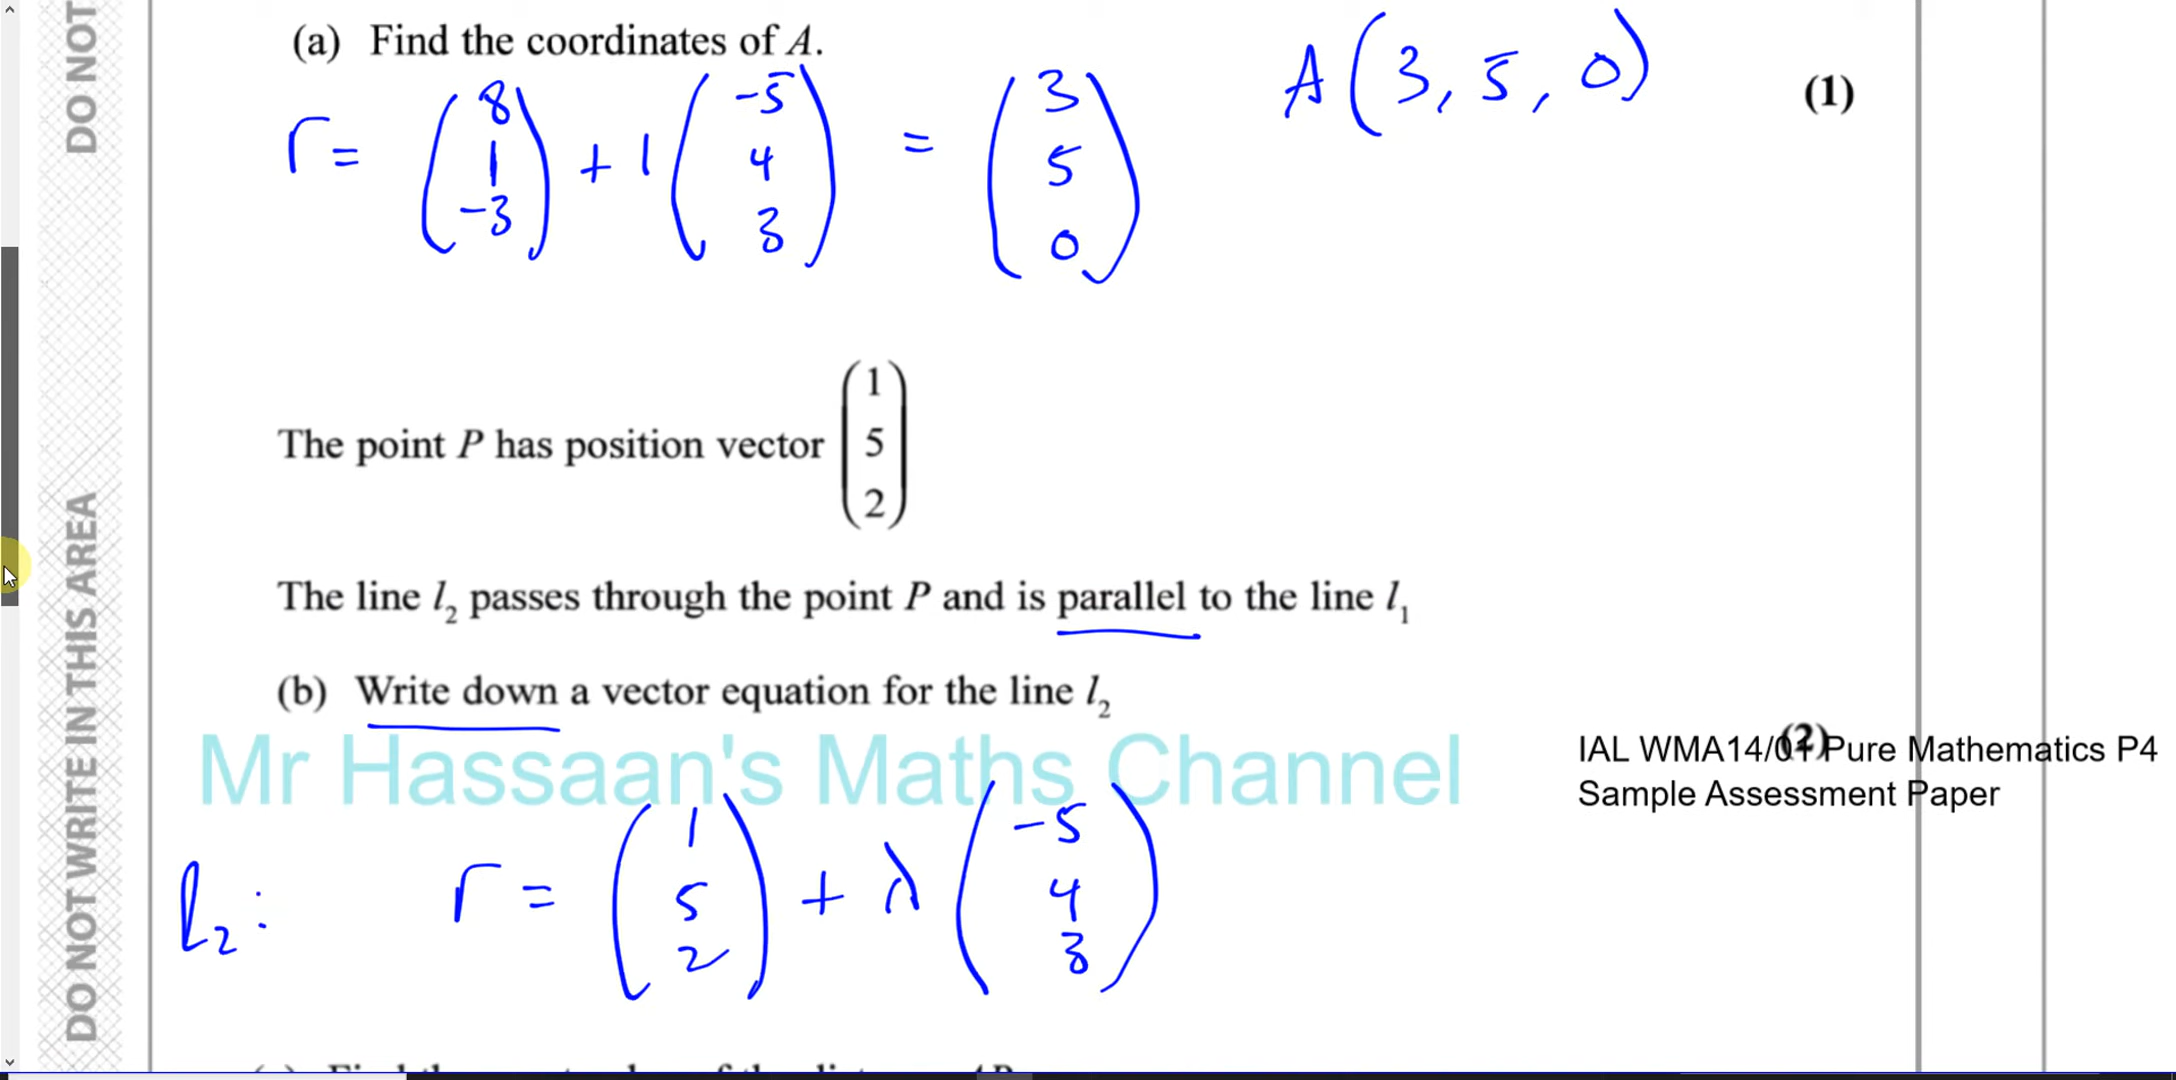 DO NOT
(a) Find the coordinates of A.
A(3, 5, 0)
(1)
r = (8 1 -3) + 1 (-5 4 3) = (3 5 0)
The point P has position vector (1 5 2)
The line l₂ passes through the point P and is parallel to the line l₁
(b) Write down a vector equation for the line l₂
(2)
Mr Hassaan's Maths Channel
IAL WMA14/01 Pure Mathematics P4
Sample Assessment Paper
l₂: r = (1 5 2) + λ (-5 4 3)
DO NOT WRITE IN THIS AREA